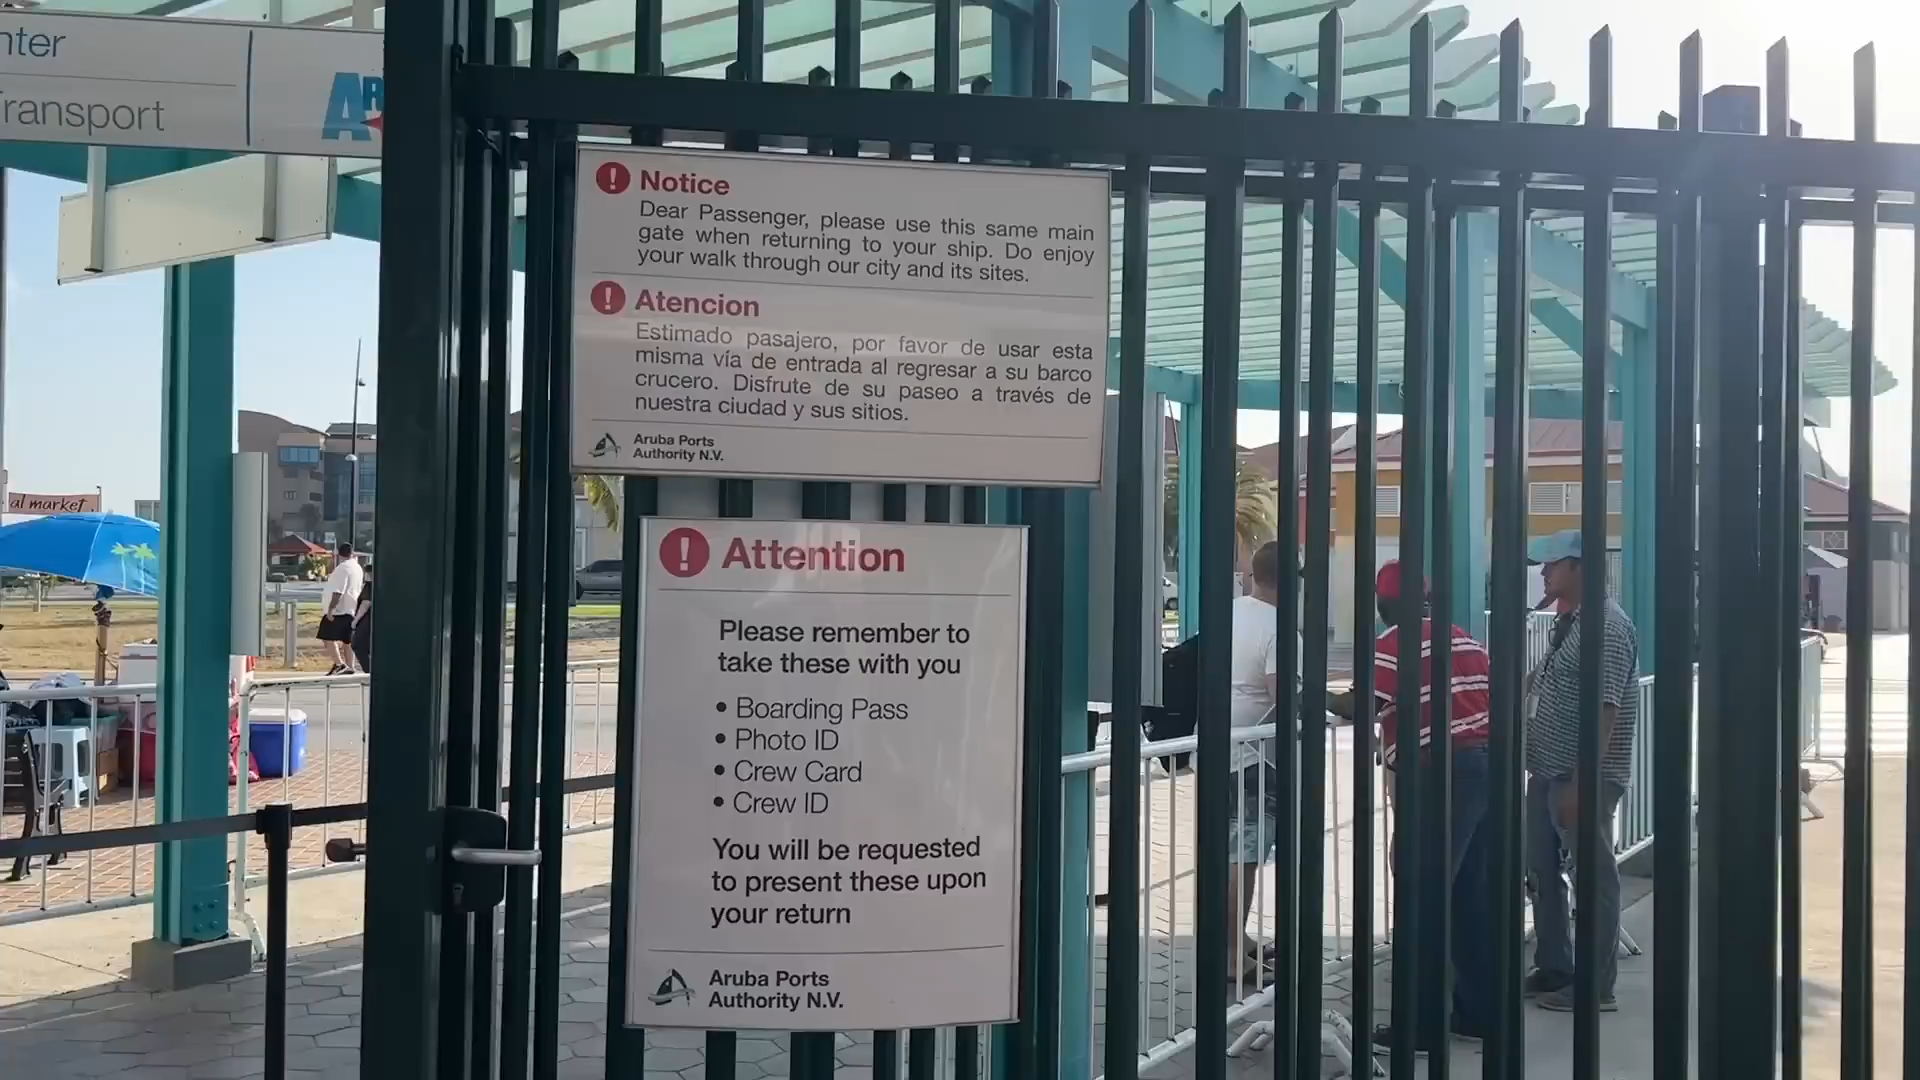 nter
Transport
AR
Notice
Dear Passenger, please use this same main
gate when returning to your ship. Do enjoy
your walk through our city and its sites.
Atencion
Estimado pasajero, por favor de usar esta
misma vía de entrada al regresar a su barco
crucero. Disfrute de su paseo a través de
nuestra ciudad y sus sitios.
Aruba Ports
Authority N.V.
al market
Attention
Please remember to
take these with you
• Boarding Pass
• Photo ID
• Crew Card
• Crew ID
You will be requested
to present these upon
your return
Aruba Ports
Authority N.V.